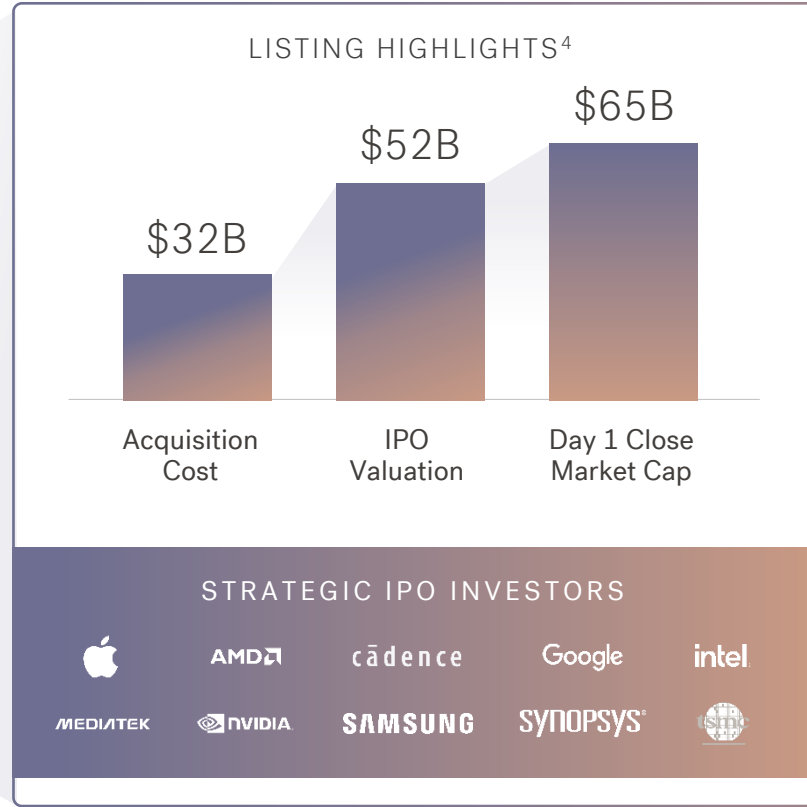 LISTING HIGHLIGHTS⁴
$32B
$52B
$65B
Acquisition
Cost
IPO
Valuation
Day 1 Close
Market Cap
STRATEGIC IPO INVESTORS
AMD cādence Google intel
MEDIATEK NVIDIA SAMSUNG SYNOPSYS® tsmc